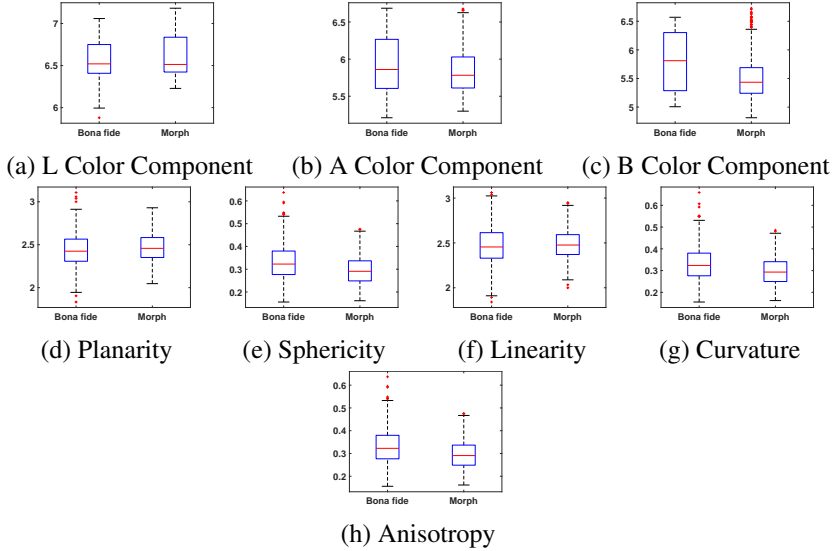 7
6.5
6
Bona fide Morph
6.5
6
5.5
Bona fide Morph
6.5
6
5.5
5
Bona fide Morph
(a) L Color Component (b) A Color Component (c) B Color Component
3
2.5
2
Bona fide Morph
0.6
0.5
0.4
0.3
0.2
Bona fide Morph
3
2.5
2
Bona fide Morph
0.6
0.5
0.4
0.3
0.2
Bona fide Morph
(d) Planarity (e) Sphericity (f) Linearity (g) Curvature
0.6
0.5
0.4
0.3
0.2
Bona fide Morph
(h) Anisotropy